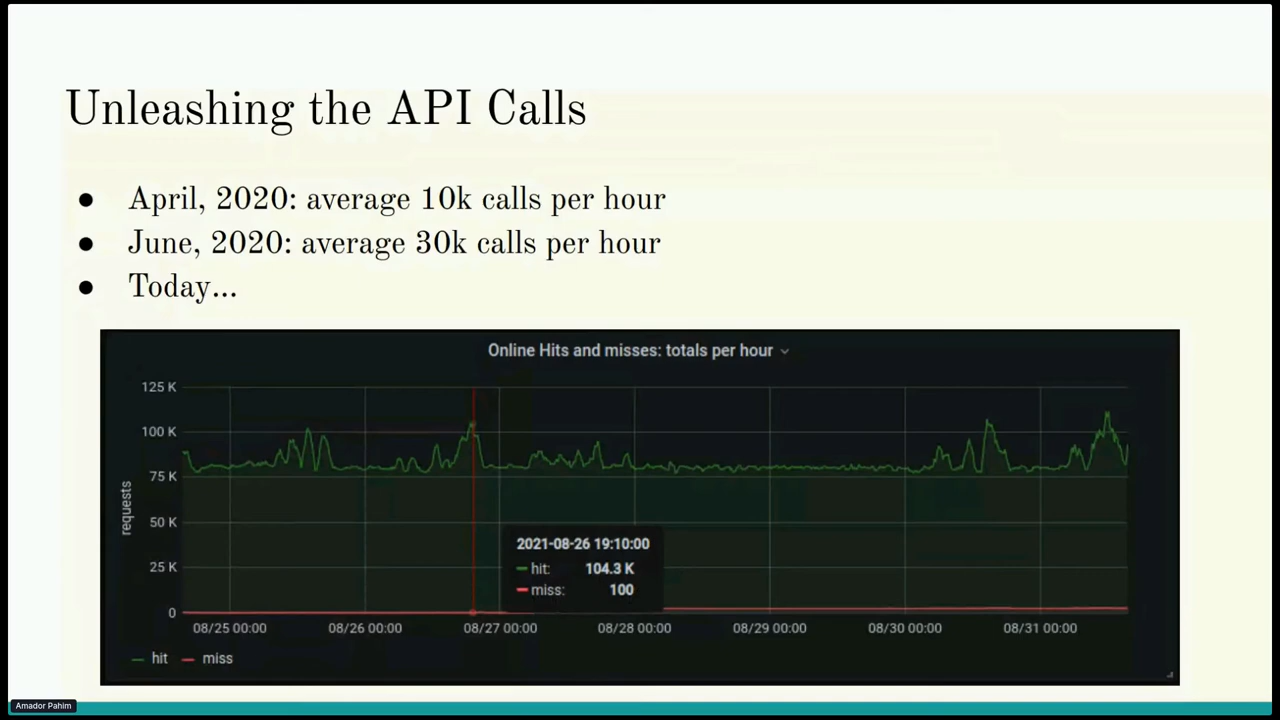 Unleashing the API Calls
● April, 2020: average 10k calls per hour
● June, 2020: average 30k calls per hour
● Today...
Online Hits and misses: totals per hour
125 K
100 K
75 K
50 K
25 K
0
requests
2021-08-26 19:10:00
hit: 104.3 K
miss: 100
08/25 00:00 08/26 00:00 08/27 00:00 08/28 00:00 08/29 00:00 08/30 00:00 08/31 00:00
hit miss
Amador Pahim